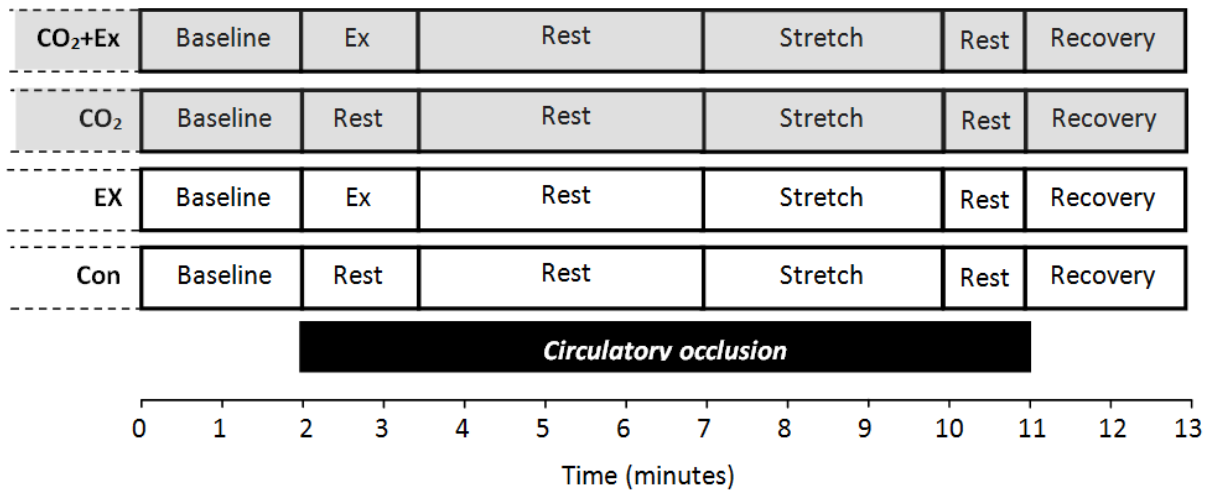 CO₂+Ex Baseline Ex Rest Stretch Rest Recovery
CO₂ Baseline Rest Rest Stretch Rest Recovery
EX Baseline Ex Rest Stretch Rest Recovery
Con Baseline Rest Rest Stretch Rest Recovery
Circulatory occlusion
0 1 2 3 4 5 6 7 8 9 10 11 12 13
Time (minutes)